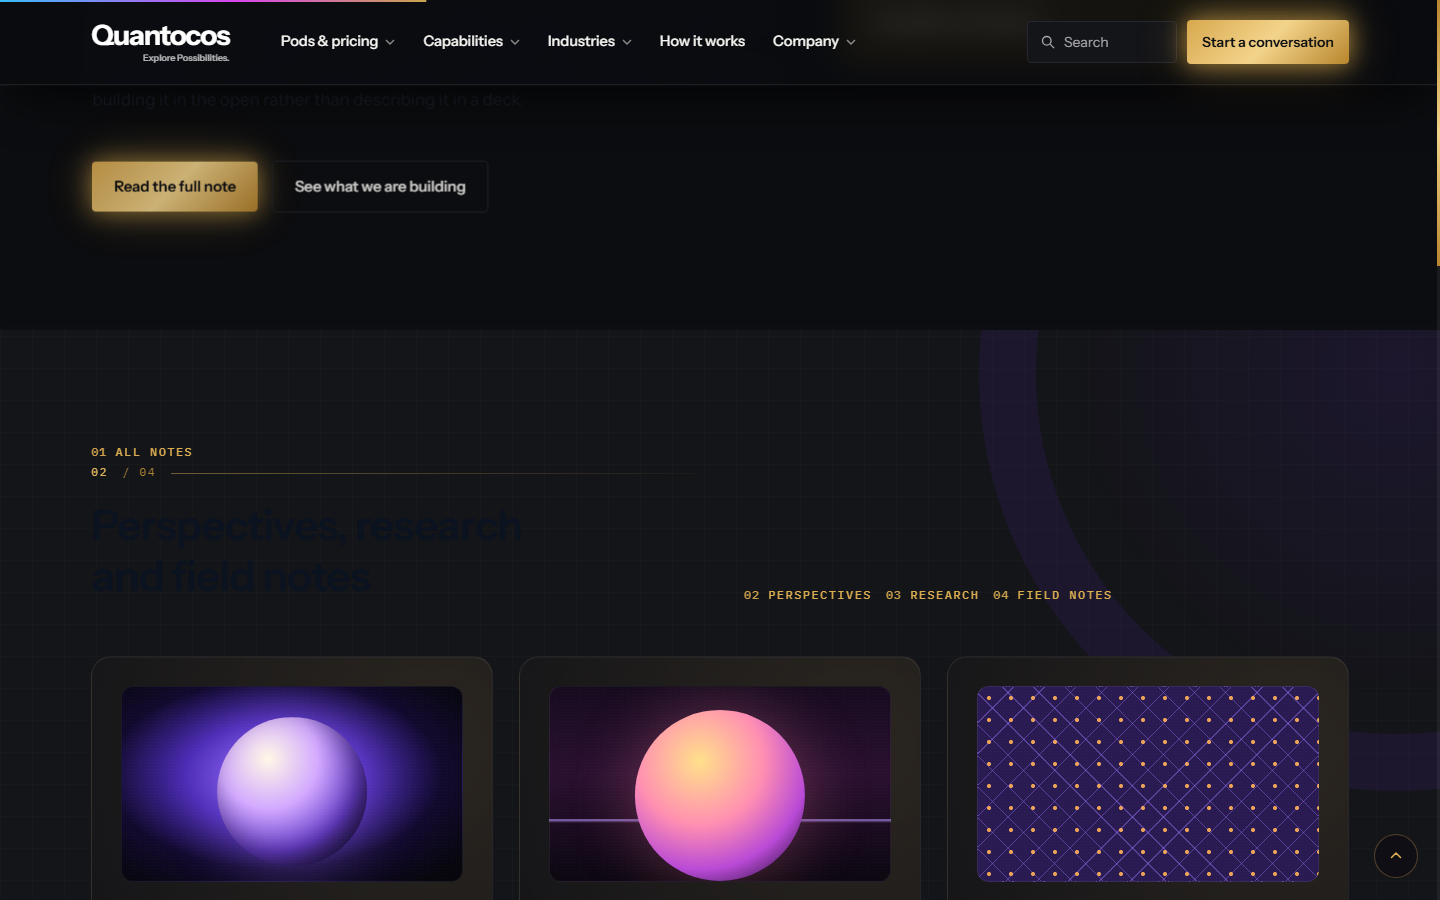 Quantocos
Explore Possibilities.
Pods & pricing
Capabilities
Industries
How it works
Company
Search
Start a conversation
building it in the open rather than describing it in a deck.
Read the full note
See what we are building
01 ALL NOTES
02 / 04
Perspectives, research
and field notes
02 PERSPECTIVES 03 RESEARCH 04 FIELD NOTES